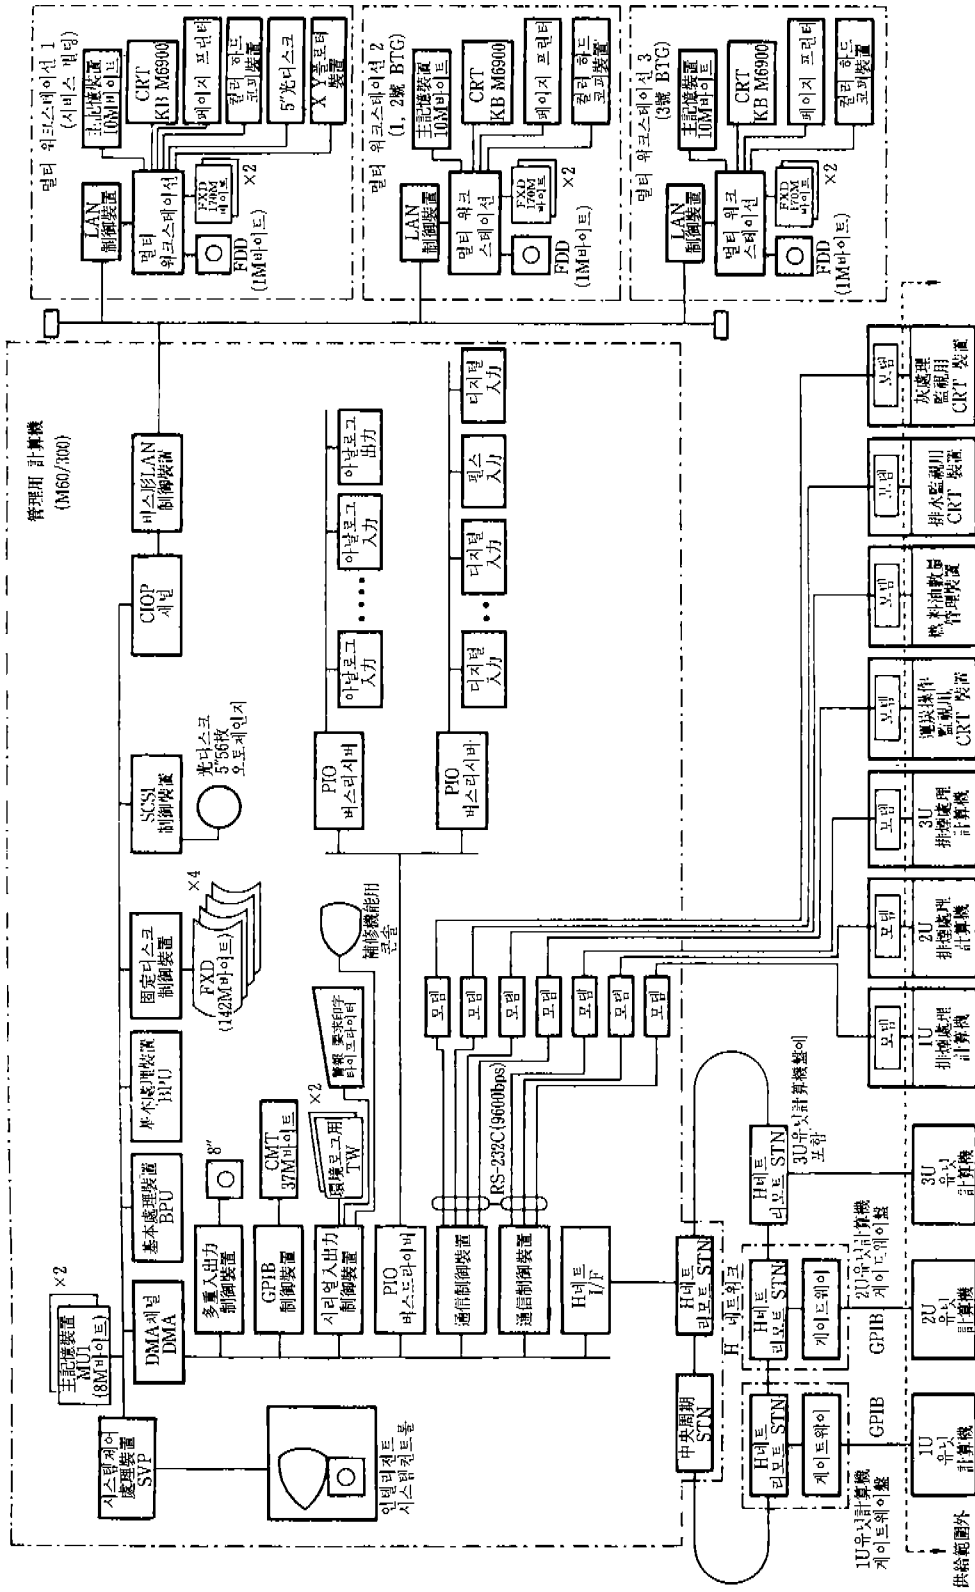 管理用 計算機
(M60/300)
시스템제어
處理裝置
SVP
主記憶裝置
MU1
(8M바이트)
×2
DMA채널
DMA
基本處理裝置
BPU
基本處理裝置
BPU
固定디스크
制御裝置
FXD
(142M바이트)
×4
SCSI
制御裝置
光디스크
5"56枚
오토체인지
CIOP
채널
버스形LAN
制御裝置
인텔리전트
시스템컨트롤
多重入出力
制御裝置
8"
GPIB
制御裝置
CMT
37M바이트
시리얼入出力
制御裝置
環境로그用
TW
×2
警報 要求印字
타이프라이터
補修機能用
콘솔
PIO
버스드라이버
PIO
버스리시버
아날로그
入力
아날로그
入力
아날로그
出力
PIO
버스리시버
디지털
入力
디지털
入力
펄스
入力
디지털
入力
通信制御裝置
通信制御裝置
RS-232C(9600bps)
모뎀
모뎀
모뎀
모뎀
모뎀
모뎀
모뎀
H네트
I/F
中央周期
STN
H네트
리모트 STN
H 네트워크
H네트
리모트 STN
게이트웨이
1U유닛計算機
게이트웨이盤
H네트
리모트 STN
게이트웨이
2U유닛計算機
게이트웨이盤
H네트
리모트 STN
3U유닛計算機盤에
포함
GPIB
GPIB
供給範圍外
1U
유닛
計算機
2U
유닛
計算機
3U
유닛
計算機
모뎀
1U
排煙處理
計算機
모뎀
2U
排煙處理
計算機
모뎀
3U
排煙處理
計算機
모뎀
運炭操作
監視用
CRT 裝置
모뎀
燃料油數量
管理裝置
모뎀
排水監視用
CRT 裝置
모뎀
灰處理
監視用
CRT 裝置
멀티 워크스테이션 1
(서비스 빌딩)
LAN
制御裝置
主記憶裝置
10M바이트
멀티
워크스테이션
CRT
KB M6900
페이지 프린터
컬러 하드
코피裝置
5"光디스크
X Y플로터
裝置
FXD
170M
바이트
×2
FDD
(1M바이트)
멀티 워크스테이션 2
(1, 2號 BTG)
LAN
制御裝置
主記憶裝置
10M바이트
멀티 워크
스테이션
CRT
KB M6900
페이지 프린터
컬러 하드
코피裝置
FXD
170M
바이트
×2
FDD
(1M바이트)
멀티 워크스테이션 3
(3號 BTG)
LAN
制御裝置
主記憶裝置
10M바이트
멀티 워크
스테이션
CRT
KB M6900
페이지 프린터
컬러 하드
코피裝置
FXD
170M
바이트
×2
FDD
(1M바이트)